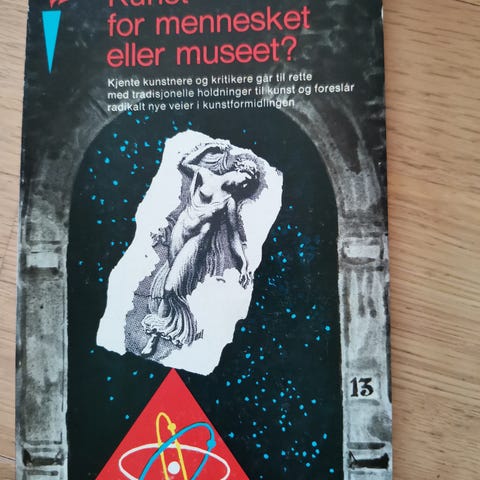 Kunst
for mennesket
eller museet?
Kjente kunstnere og kritikere går til rette
med tradisjonelle holdninger til kunst og foreslår
radikalt nye veier i kunstformidlingen
13